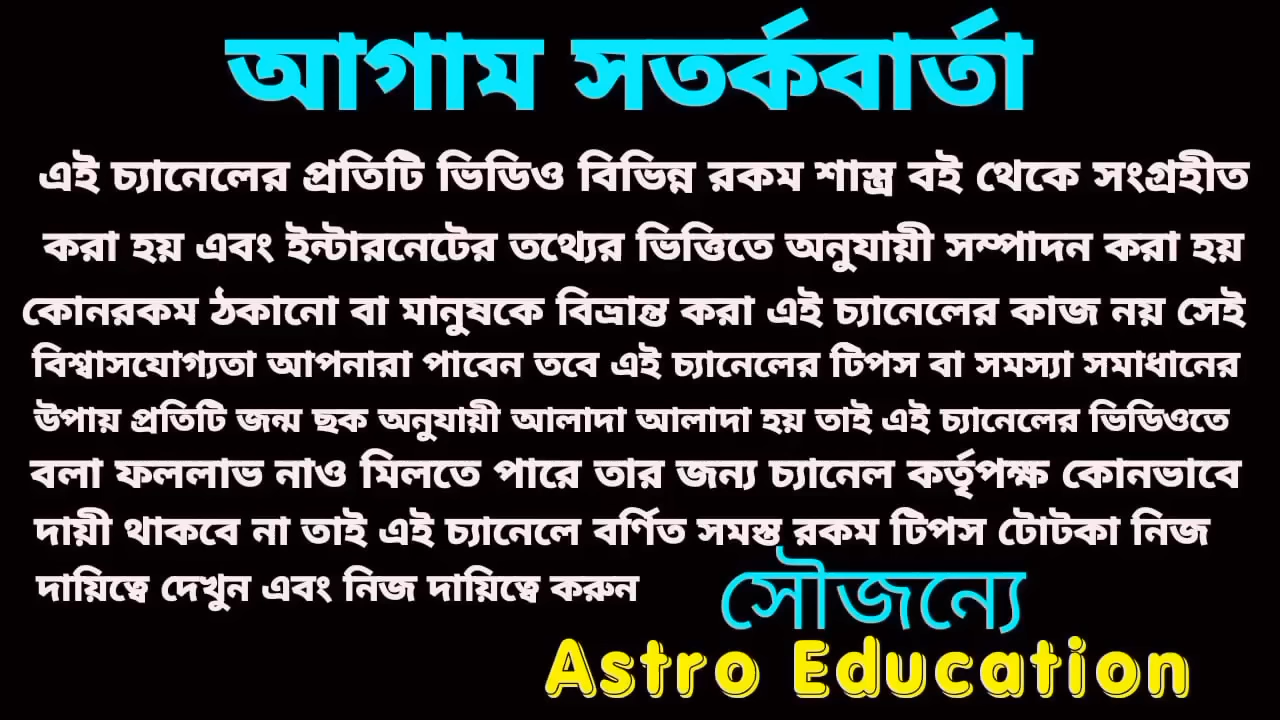 আগাম সতর্কবার্তা
এই চ্যানেলের প্রতিটি ভিডিও বিভিন্ন রকম শাস্ত্র বই থেকে সংগ্রহীত
করা হয় এবং ইন্টারনেটের তথ্যের ভিত্তিতে অনুযায়ী সম্পাদন করা হয়
কোনরকম ঠকানো বা মানুষকে বিভ্রান্ত করা এই চ্যানেলের কাজ নয় সেই
বিশ্বাসযোগ্যতা আপনারা পাবেন তবে এই চ্যানেলের টিপস বা সমস্যা সমাধানের
উপায় প্রতিটি জন্ম ছক অনুযায়ী আলাদা আলাদা হয় তাই এই চ্যানেলের ভিডিওতে
বলা ফললাভ নাও মিলতে পারে তার জন্য চ্যানেল কর্তৃপক্ষ কোনভাবে
দায়ী থাকবে না তাই এই চ্যানেলে বর্ণিত সমস্ত রকম টিপস টোটকা নিজ
দায়িত্বে দেখুন এবং নিজ দায়িত্বে করুন
সৌজন্যে
Astro Education